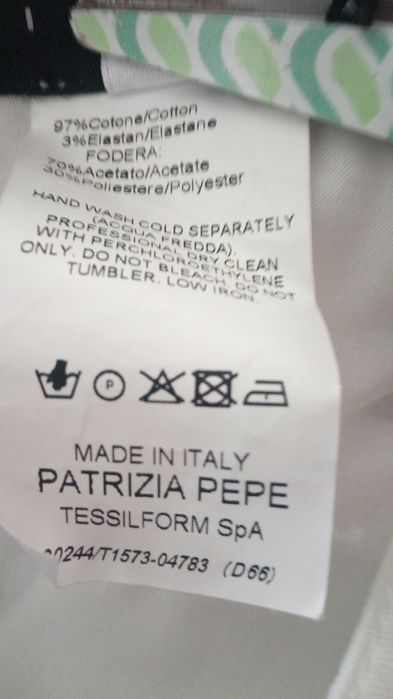 97%Cotone/Cotton
3%Elastan/Elastane
FODERA:
70%Acetato/Acetate
30%Poliestere/Polyester
HAND WASH COLD SEPARATELY
(ACQUA FREDDA).
PROFESSIONAL DRY CLEAN
WITH PERCHLOROETHYLENE
ONLY. DO NOT BLEACH. DO NOT
TUMBLER. LOW IRON.
P
MADE IN ITALY
PATRIZIA PEPE
TESSILFORM SpA
0244/T1573-04783 (D66)